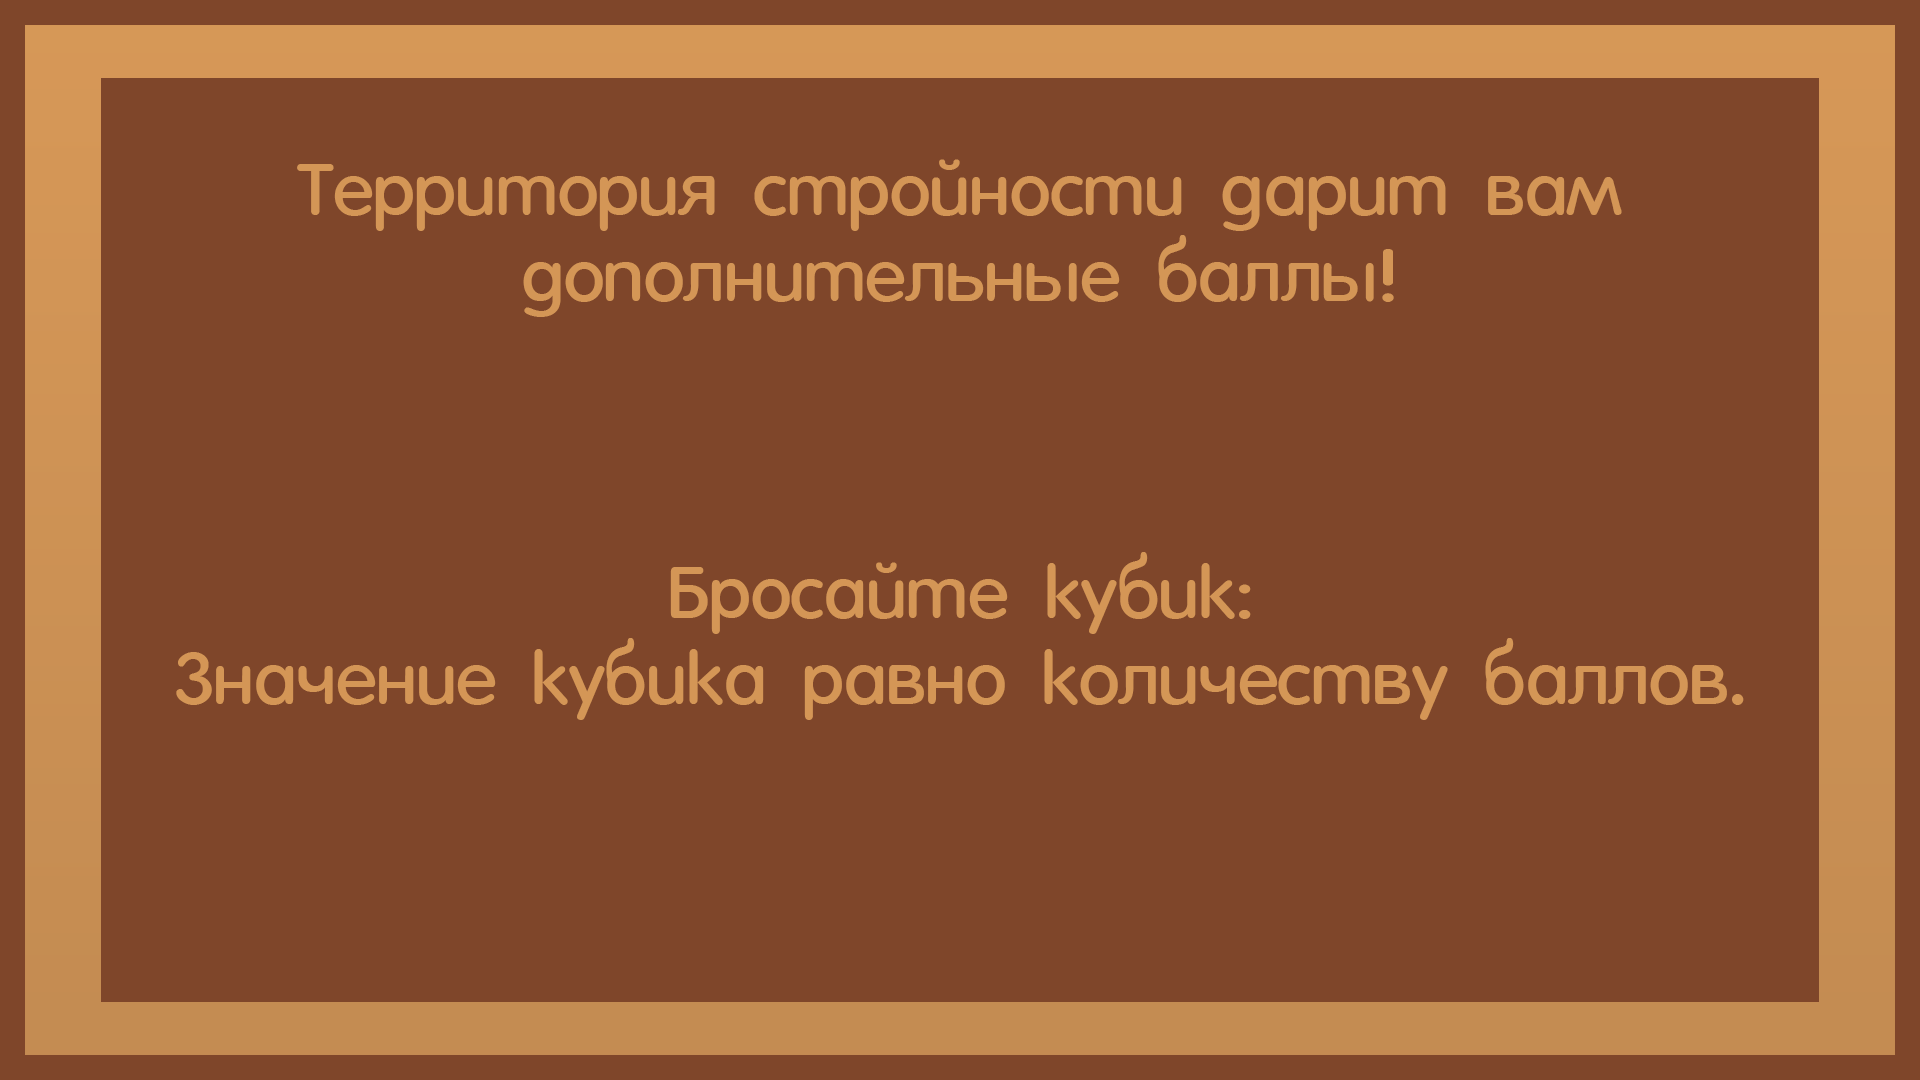 Территория стройности дарит вам
дополнительные баллы!
Бросайте кубик:
Значение кубика равно количеству баллов.